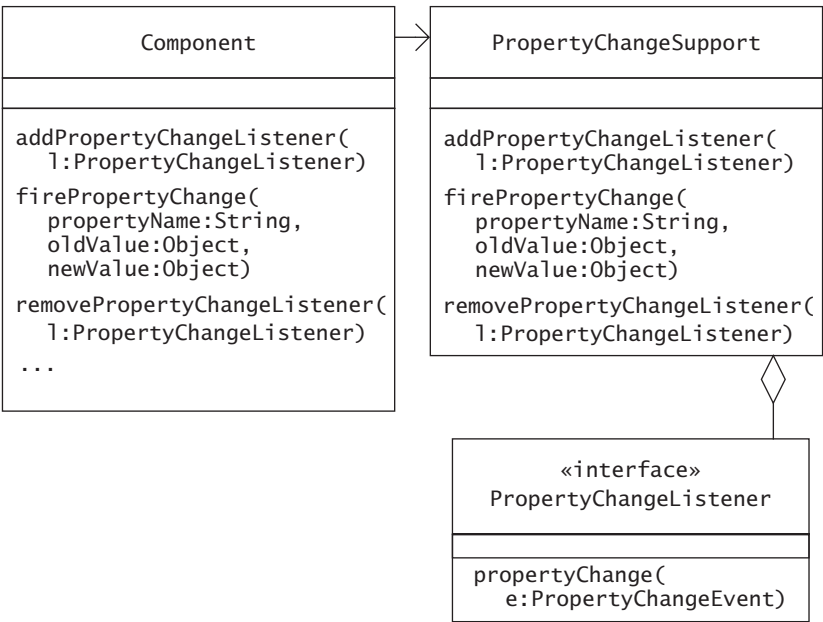 Component
addPropertyChangeListener(
l:PropertyChangeListener)
firePropertyChange(
propertyName:String,
oldValue:Object,
newValue:Object)
removePropertyChangeListener(
l:PropertyChangeListener)
...
PropertyChangeSupport
addPropertyChangeListener(
l:PropertyChangeListener)
firePropertyChange(
propertyName:String,
oldValue:Object,
newValue:Object)
removePropertyChangeListener(
l:PropertyChangeListener)
«interface»
PropertyChangeListener
propertyChange(
e:PropertyChangeEvent)